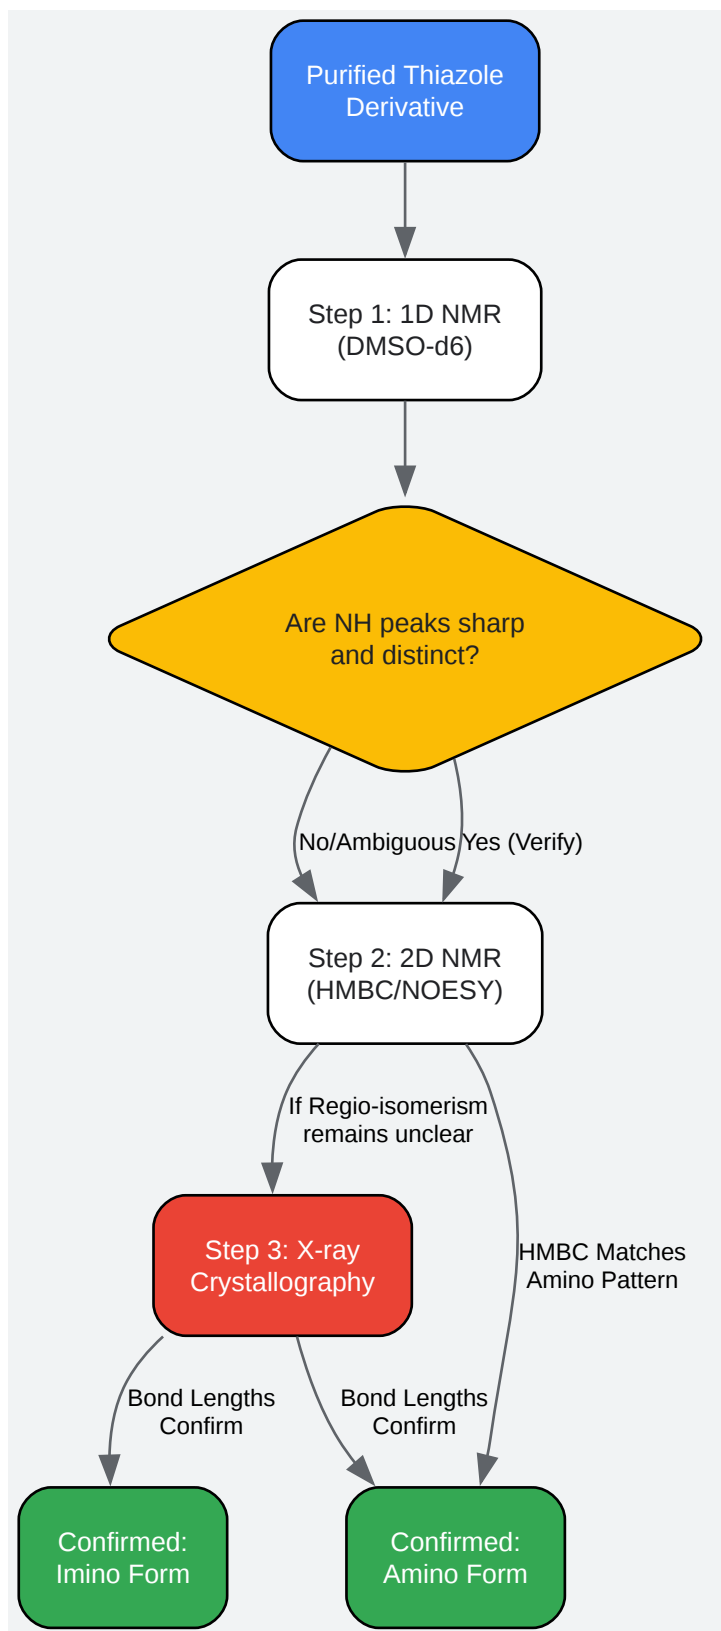 Purified Thiazole
Derivative
Step 1: 1D NMR
(DMSO-d6)
Are NH peaks sharp
and distinct?
No/Ambiguous
Yes (Verify)
Step 2: 2D NMR
(HMBC/NOESY)
If Regio-isomerism
remains unclear
HMBC Matches
Amino Pattern
Step 3: X-ray
Crystallography
Bond Lengths
Confirm
Bond Lengths
Confirm
Confirmed:
Imino Form
Confirmed:
Amino Form